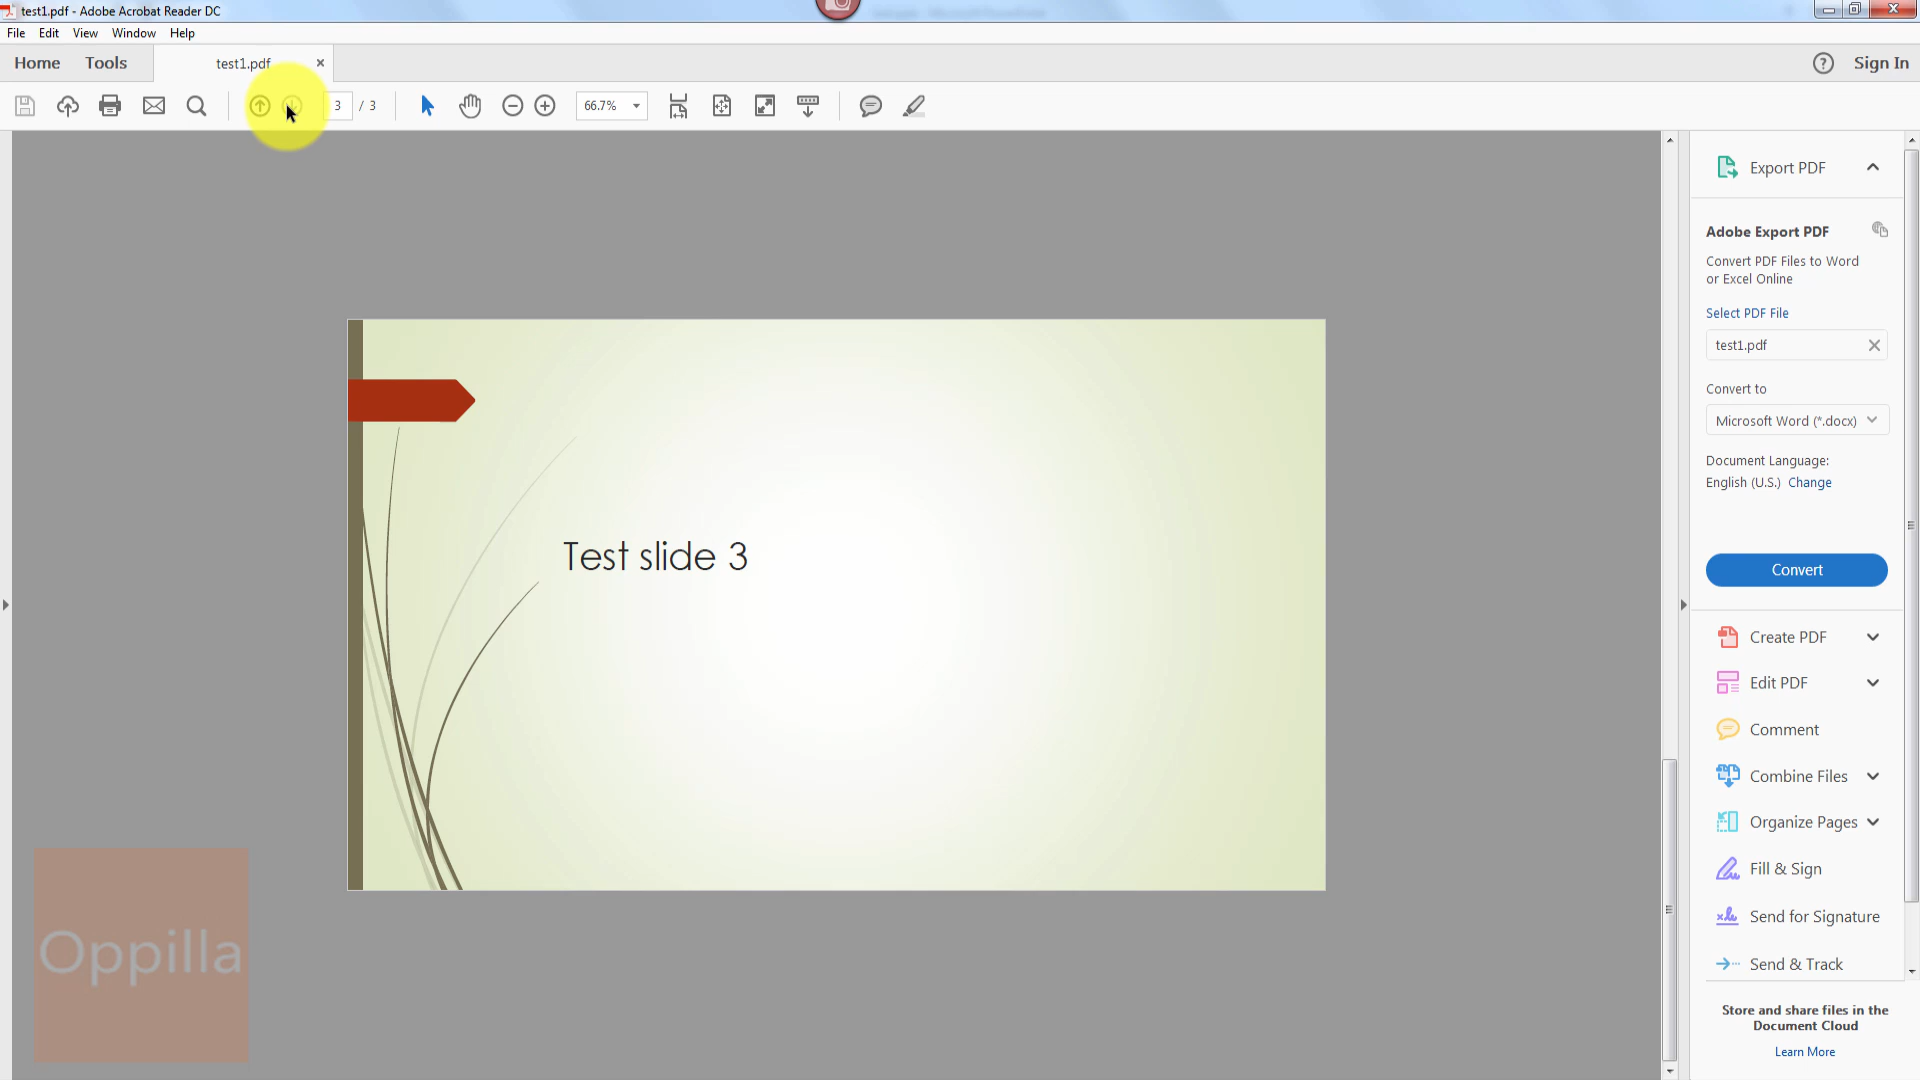 test1.pdf - Adobe Acrobat Reader DC
File Edit View Window Help
Home Tools test1.pdf Sign In
3 / 3 66.7%
Export PDF
Adobe Export PDF
Convert PDF Files to Word
or Excel Online
Select PDF File
test1.pdf
Convert to
Microsoft Word (*.docx)
Document Language:
English (U.S.) Change
Convert
Create PDF
Edit PDF
Comment
Combine Files
Organize Pages
Fill & Sign
Send for Signature
Send & Track
Store and share files in the
Document Cloud
Learn More
Test slide 3
Oppilla